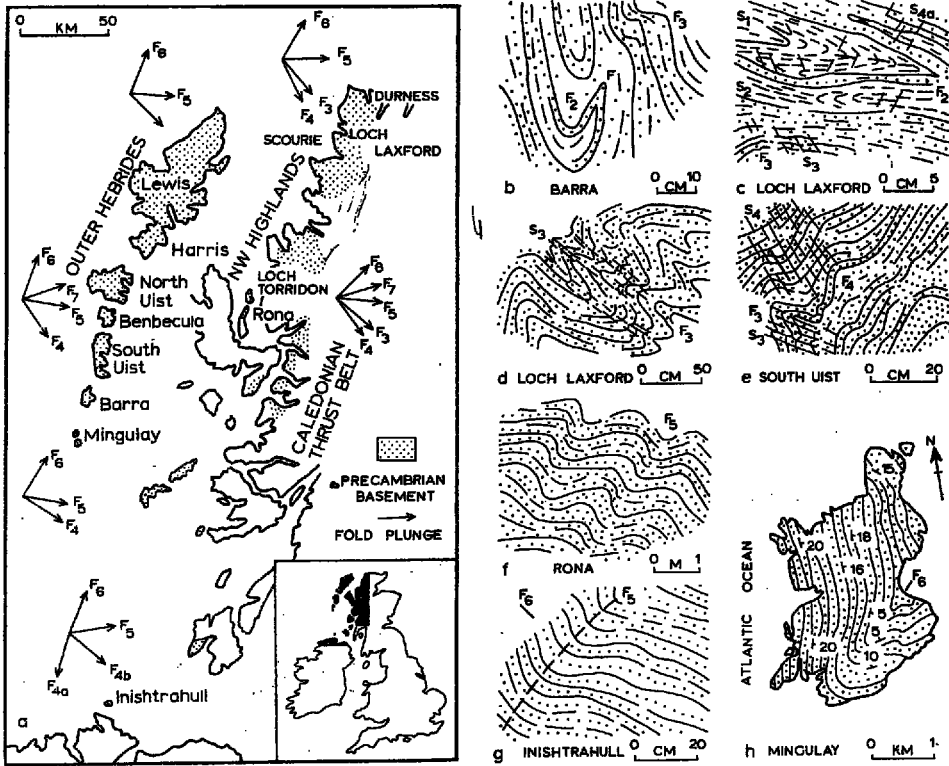 0 50
KM
F6
F5
F6
F5
F3
F4
DURNESS
SCOURIE
LOCH
LAXFORD
OUTER HEBRIDES
Lewis
NW HIGHLANDS
Harris
F6
F7
F5
F4
North
Uist
LOCH
TORRIDON
Rona
F6
F7
F5
F3
F4
Benbecula
South
Uist
Barra
Mingulay
CALEDONIAN
THRUST BELT
F6
F5
F4
PRECAMBRIAN
BASEMENT
FOLD PLUNGE
F6
F5
F4a
F4b
Inishtrahull
a
F3
F1
F2
b BARRA
0 10
CM
S1
S4a
S2
F2
F3
S3
c LOCH LAXFORD
0 5
CM
S3
F3
d LOCH LAXFORD
0 50
CM
S4
F4
F3
S3
e SOUTH UIST
0 20
CM
F5
f RONA
0 M 1
F6
F5
g INISHTRAHULL
0 20
CM
N
ATLANTIC OCEAN
15
20
18
16
F6
5
5
20
10
h MINGULAY
0 1
KM